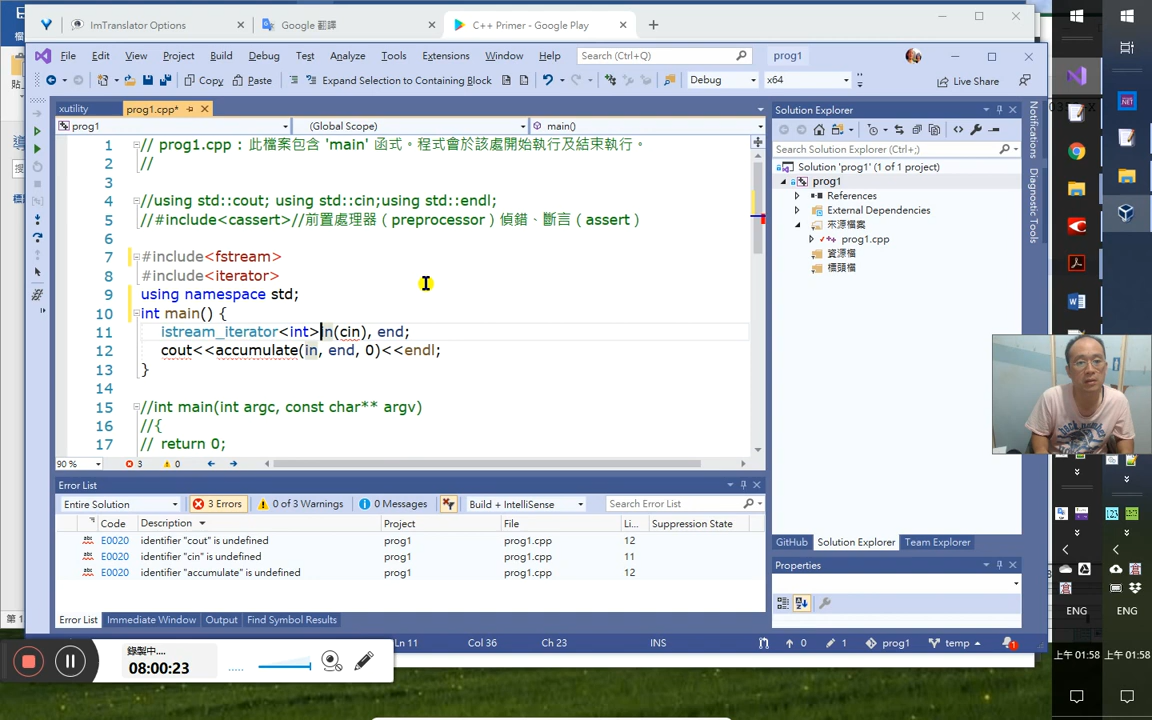 ImTranslator Options
Google 翻譯
C++ Primer - Google Play
File Edit View Project Build Debug Test Analyze Tools Extensions Window Help Search (Ctrl+Q) prog1
Copy Paste Expand Selection to Containing Block Debug x64 Live Share
xutility prog1.cpp*
prog1 (Global Scope) main()
1 // prog1.cpp : 此檔案包含 'main' 函式。程式會於該處開始執行及結束執行。
2 //
3
4 //using std::cout; using std::cin;using std::endl;
5 //#include<cassert>//前置處理器（preprocessor）偵錯、斷言（assert）
6
7 #include<fstream>
8 #include<iterator>
9 using namespace std;
10 int main() {
11 istream_iterator<int>in(cin), end;
12 cout<<accumulate(in, end, 0)<<endl;
13 }
14
15 //int main(int argc, const char** argv)
16 //{
17 // return 0;
90 % 3 0
Solution Explorer
Search Solution Explorer (Ctrl+;)
Solution 'prog1' (1 of 1 project)
prog1
References
External Dependencies
來源檔案
prog1.cpp
資源檔
標頭檔
Notifications
Diagnostic Tools
GitHub Solution Explorer Team Explorer
Properties
Error List
Entire Solution 3 Errors 0 of 3 Warnings 0 Messages Build + IntelliSense Search Error List
Code Description Project File Li... Suppression State
E0020 identifier "cout" is undefined prog1 prog1.cpp 12
E0020 identifier "cin" is undefined prog1 prog1.cpp 11
E0020 identifier "accumulate" is undefined prog1 prog1.cpp 12
Error List Immediate Window Output Find Symbol Results
Ln 11 Col 36 Ch 23 INS 0 1 prog1 temp 1
錄製中....
08:00:23
ENG ENG
上午 01:58 上午 01:58